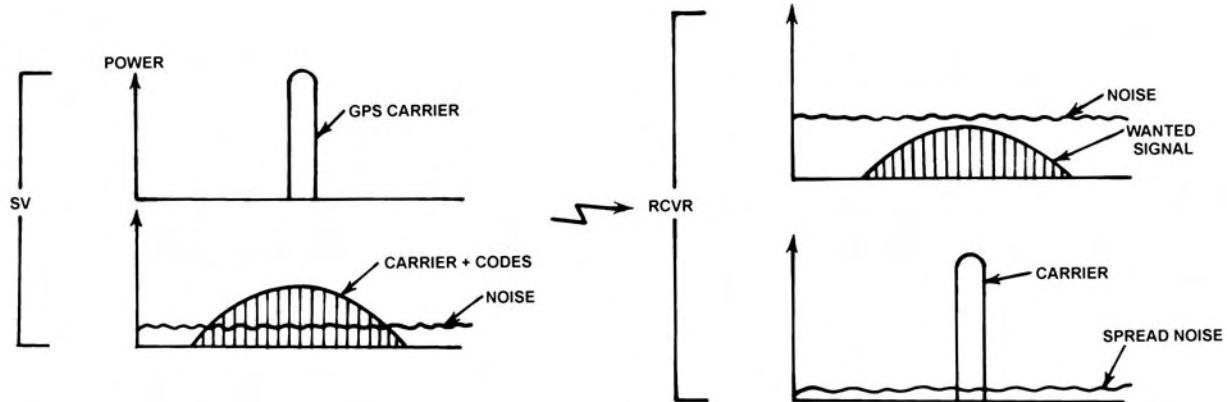 POWER
GPS CARRIER
SV
CARRIER + CODES
NOISE
RCVR
NOISE
WANTED
SIGNAL
CARRIER
SPREAD NOISE